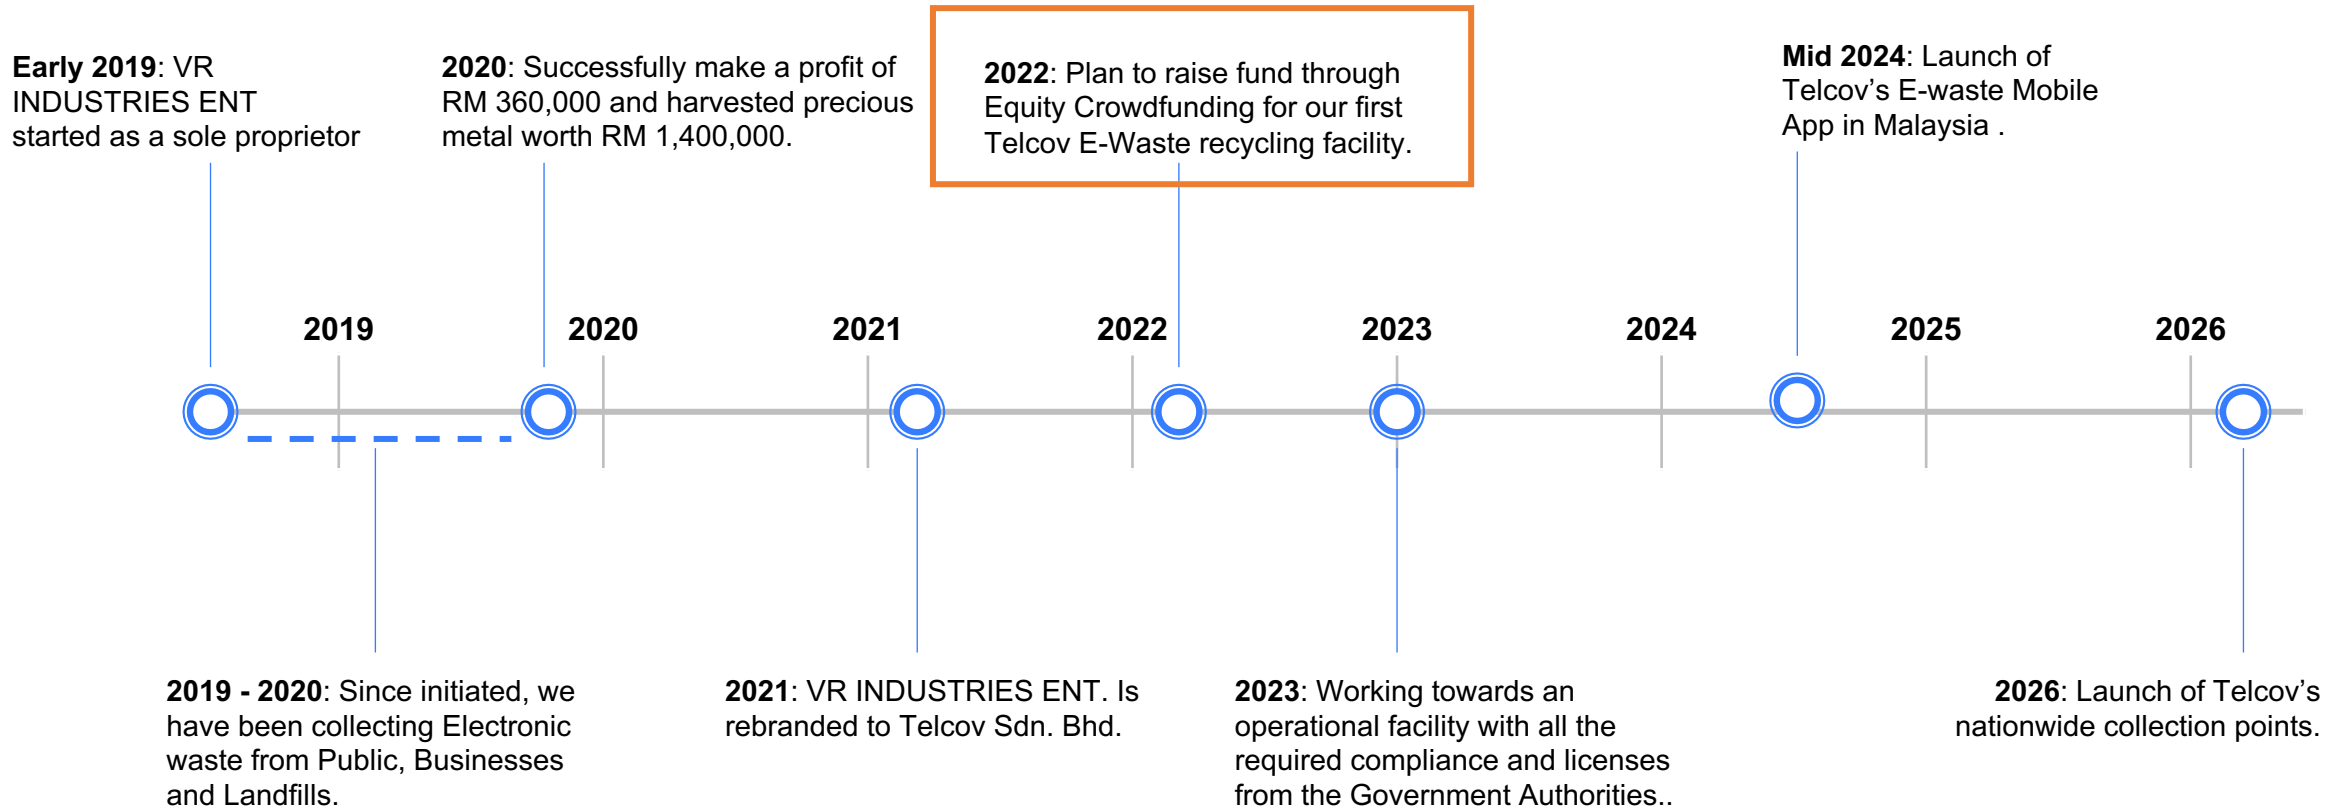 Early 2019: VR
INDUSTRIES ENT
started as a sole proprietor
2020: Successfully make a profit of
RM 360,000 and harvested precious
metal worth RM 1,400,000.
2022: Plan to raise fund through
Equity Crowdfunding for our first
Telcov E-Waste recycling facility.
Mid 2024: Launch of
Telcov’s E-waste Mobile
App in Malaysia .
2019
2020
2021
2022
2023
2024
2025
2026
2019 - 2020: Since initiated, we
have been collecting Electronic
waste from Public, Businesses
and Landfills.
2021: VR INDUSTRIES ENT. Is
rebranded to Telcov Sdn. Bhd.
2023: Working towards an
operational facility with all the
required compliance and licenses
from the Government Authorities..
2026: Launch of Telcov’s
nationwide collection points.